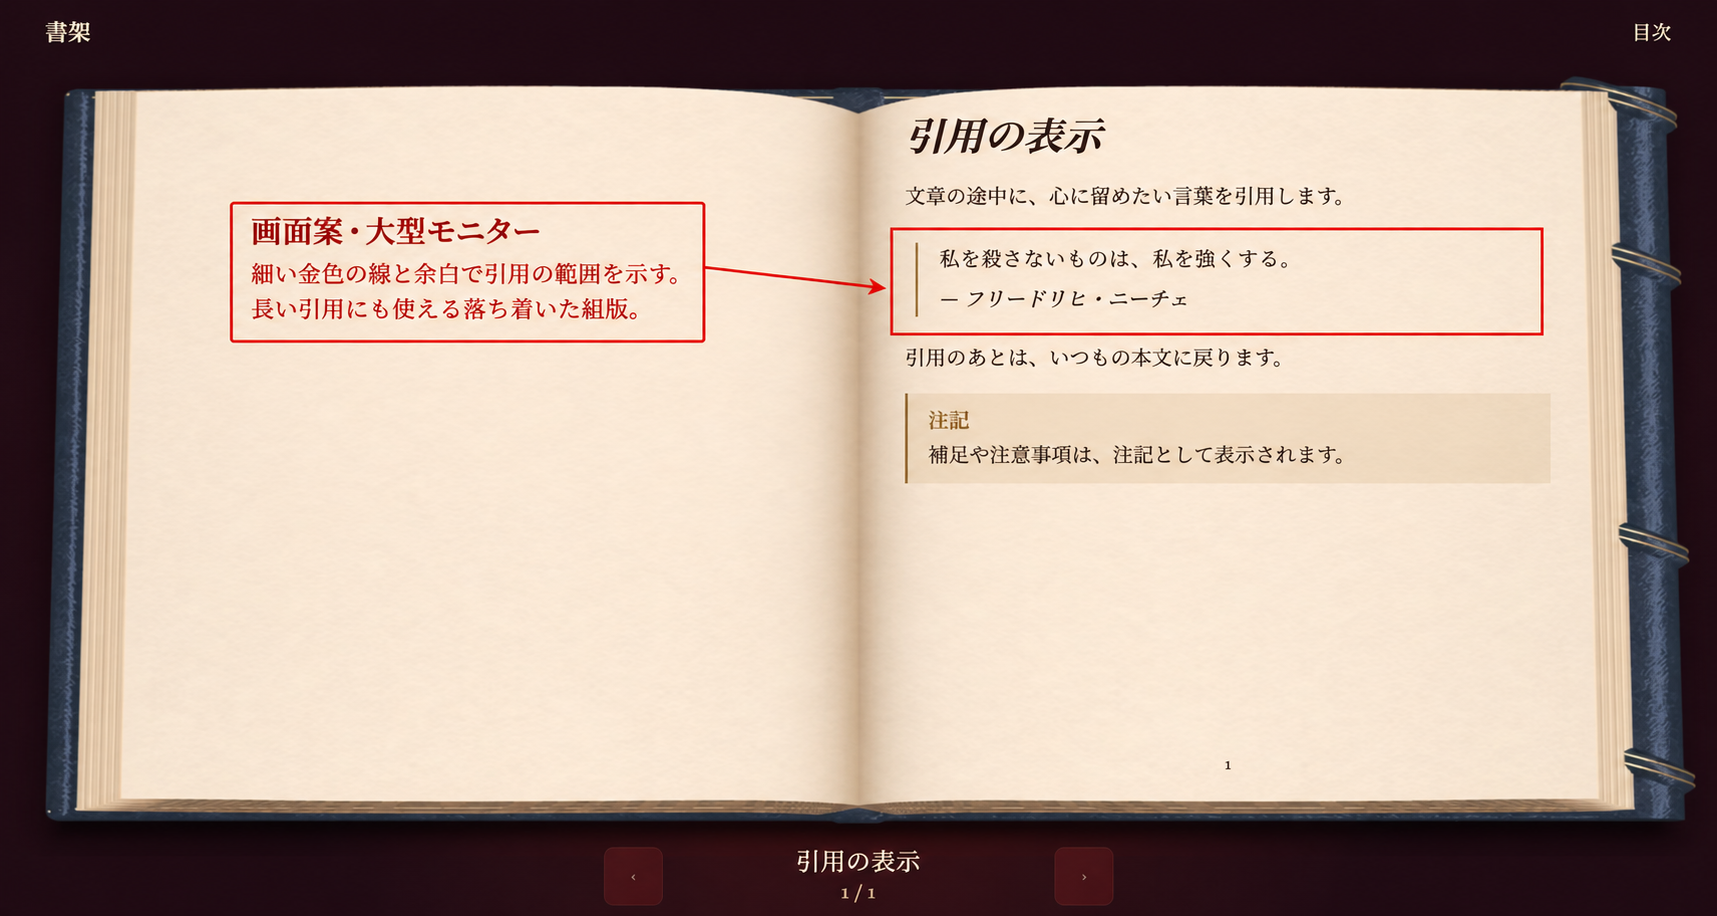 書架
目次
画面案・大型モニター
細い金色の線と余白で引用の範囲を示す。
長い引用にも使える落ち着いた組版。
引用の表示
文章の途中に、心に留めたい言葉を引用します。
私を殺さないものは、私を強くする。
— フリードリヒ・ニーチェ
引用のあとは、いつもの本文に戻ります。
注記
補足や注意事項は、注記として表示されます。
1
‹
引用の表示
1 / 1
›